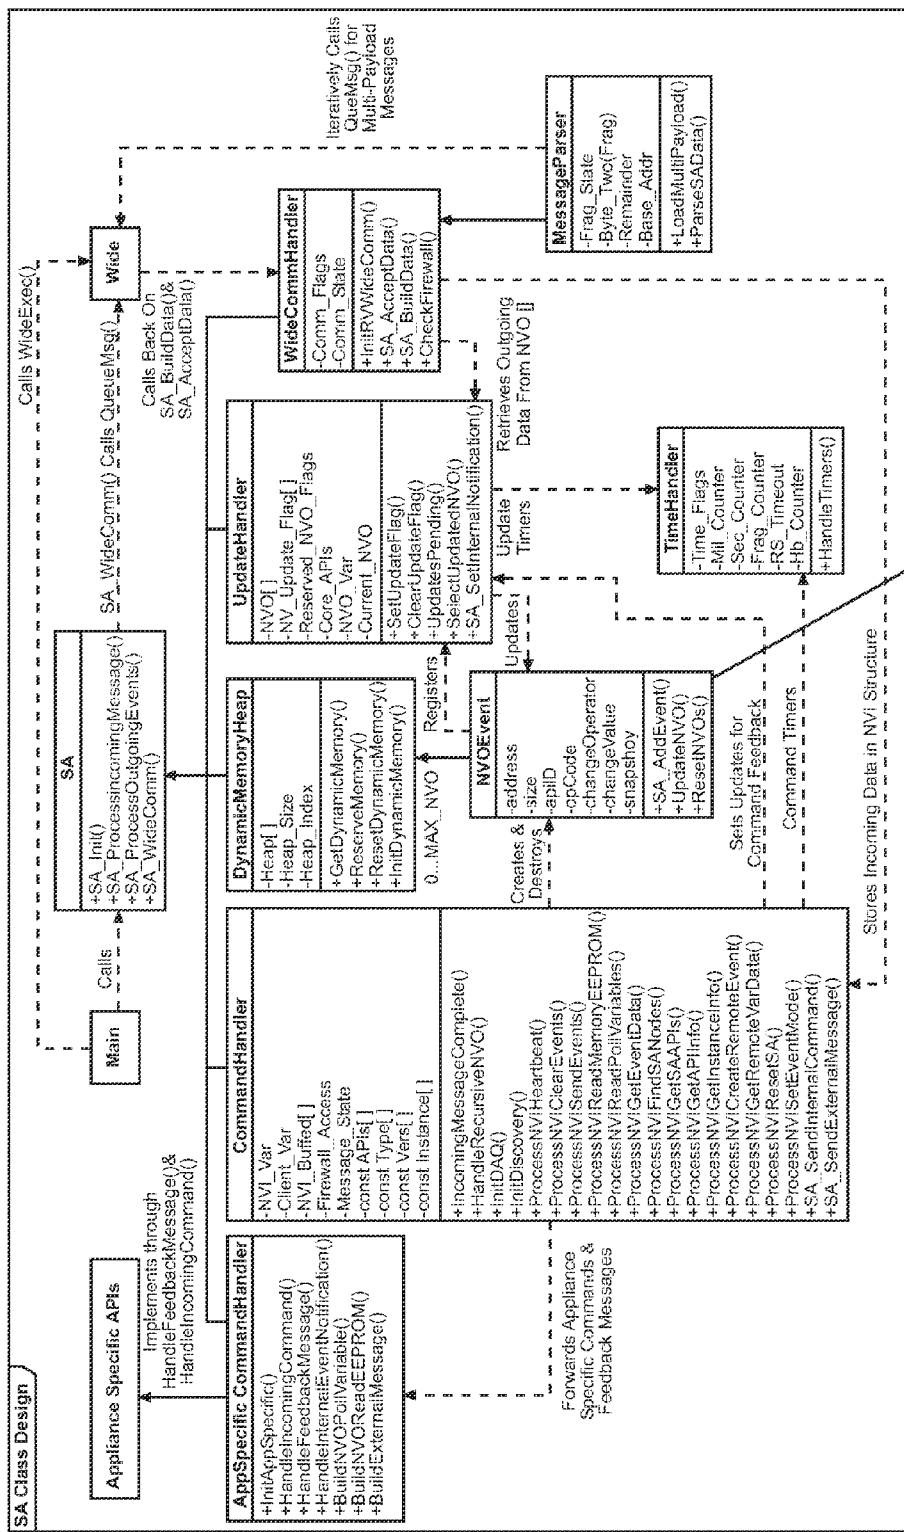 SA Class Design
Appliance Specific APIs
Implements through
HandleFeedbackMessage()&
HandleIncomingCommand()
Main
Calls
Calls WideExec()
SA
+SA_Init()
+SA_ProcessIncomingMessage()
+SA_ProcessOutgoingEvents()
+SA_WideComm()
SA_WideComm() Calls QueueMsg()
Wide
Calls Back On
SA_BuildData()&
SA_AcceptData()
Iteratively Calls
QueMsg() for
Multi-Payload
Messages
AppSpecific CommandHandler
+InitAppSpecific()
+HandleIncomingCommand()
+HandleFeedbackMessage()
+HandleInternalEventNotification()
+BuildNVOPollVariable()
+BuildNVOReadEEPROM()
+BuildExternalMessage()
CommandHandler
-NVI_Var
-Client_Var
-NVI_Buffed[ ]
-Firewall_Access
-Message_State
-const APIs[ ]
-const Type[ ]
-const Vers[ ]
-const Instance[ ]
+IncomingMessageComplete()
+HandleRecursiveNVO()
+InitDAQ()
+InitDiscovery()
+ProcessNVIHeartbeat()
+ProcessNVIClearEvents()
+ProcessNVISendEvents()
+ProcessNVIReadMemoryEEPROM()
+ProcessNVIReadPollVariables()
+ProcessNVIGetEventData()
+ProcessNVIFindSANodes()
+ProcessNVIGetSAAPIs()
+ProcessNVIGetAPIInfo()
+ProcessNVIGetInstanceInfo()
+ProcessNVICreateRemoteEvent()
+ProcessNVIGetRemoteVarData()
+ProcessNVIResetSA()
+ProcessNVISetEventMode()
+SA_SendInternalCommand()
+SA_SendExternalMessage()
Forwards Appliance
Specific Commands &
Feedback Messages
DynamicMemoryHeap
-Heap[ ]
-Heap_Size
-Heap_Index
+GetDynamicMemory()
+ReserveMemory()
+ResetDynamicMemory()
+InitDynamicMemory()
0...MAX_NVO
Registers
Creates &
Destroys
NVOEvent
-address
-size
-apiID
-opCode
-changeOperator
-changeValue
-snapshoy
+SA_AddEvent()
+UpdateNVO()
+ResetNVOs()
Updates
UpdateHandler
-NVO[ ]
-NV_Update_Flag[ ]
-Reserved_NVO_Flags
-Core_APIs
-NVO_Var
-Current_NVO
+SetUpdateFlag()
+ClearUpdateFlag()
+UpdatesPending()
+SelectUpdatedNVO()
+SA_SetInternalNotification()
Update
Timers
WideCommHandler
-Comm_Flags
-Comm_State
+InitRVWideComm()
+SA_AcceptData()
+SA_BuildData()
+CheckFirewall()
Retrieves Outgoing
Data From NVO []
MessageParser
-Frag_State
-Byte_Two(Frag)
-Remainder
-Base_Addr
+LoadMultiPayload()
+ParseSAData()
TimeHandler
-Time_Flags
-Mil_Counter
-Sec_Counter
-Frag_Counter
-RS_Timeout
-Hb_Counter
+HandleTimers()
Sets Updates for
Command Feedback
Command Timers
Stores Incoming Data in NVI Structure